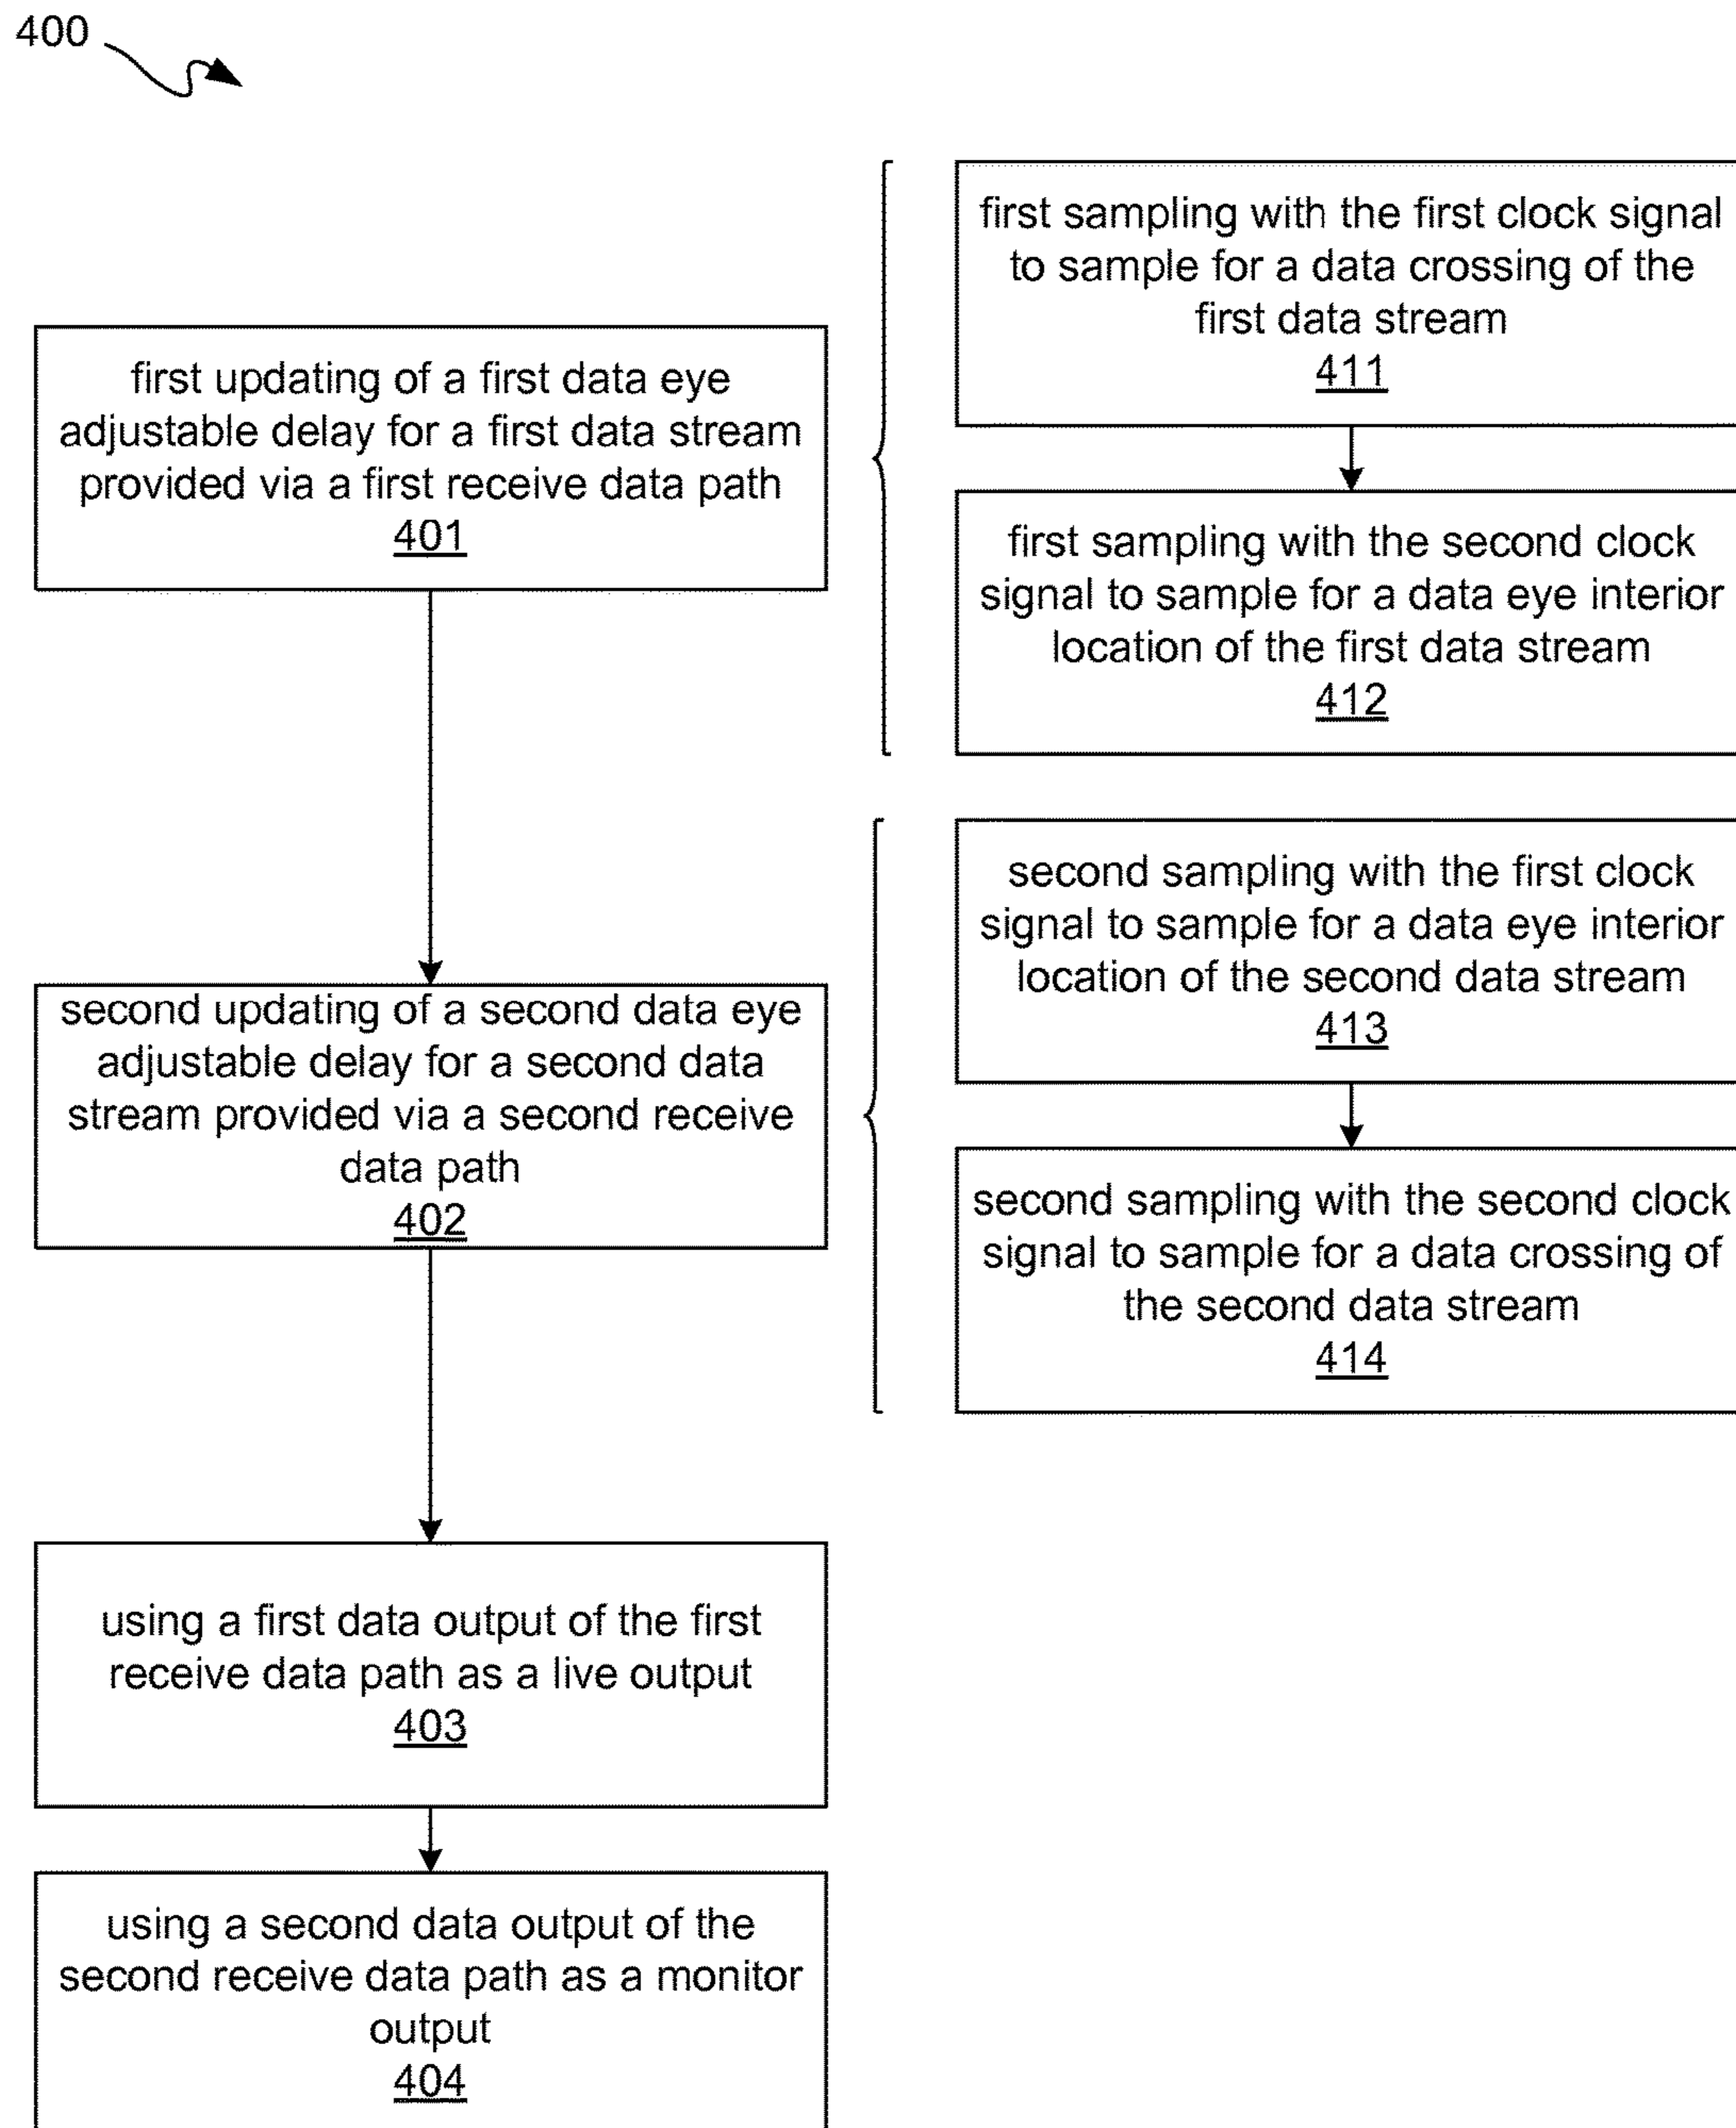 400
first updating of a first data eye
adjustable delay for a first data stream
provided via a first receive data path
401
first sampling with the first clock signal
to sample for a data crossing of the
first data stream
411
first sampling with the second clock
signal to sample for a data eye interior
location of the first data stream
412
second updating of a second data eye
adjustable delay for a second data
stream provided via a second receive
data path
402
second sampling with the first clock
signal to sample for a data eye interior
location of the second data stream
413
second sampling with the second clock
signal to sample for a data crossing of
the second data stream
414
using a first data output of the first
receive data path as a live output
403
using a second data output of the
second receive data path as a monitor
output
404